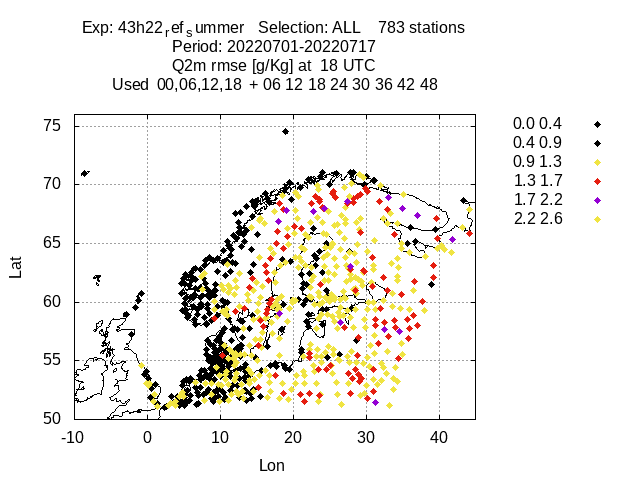 Exp: 43h22refsummer Selection: ALL 783 stations
Period: 20220701-20220717
Q2m rmse [g/Kg] at 18 UTC
Used 00,06,12,18 + 06 12 18 24 30 36 42 48
0.0 0.4
0.4 0.9
0.9 1.3
1.3 1.7
1.7 2.2
2.2 2.6
75
70
65
60
55
50
Lat
-10 0 10 20 30 40
Lon